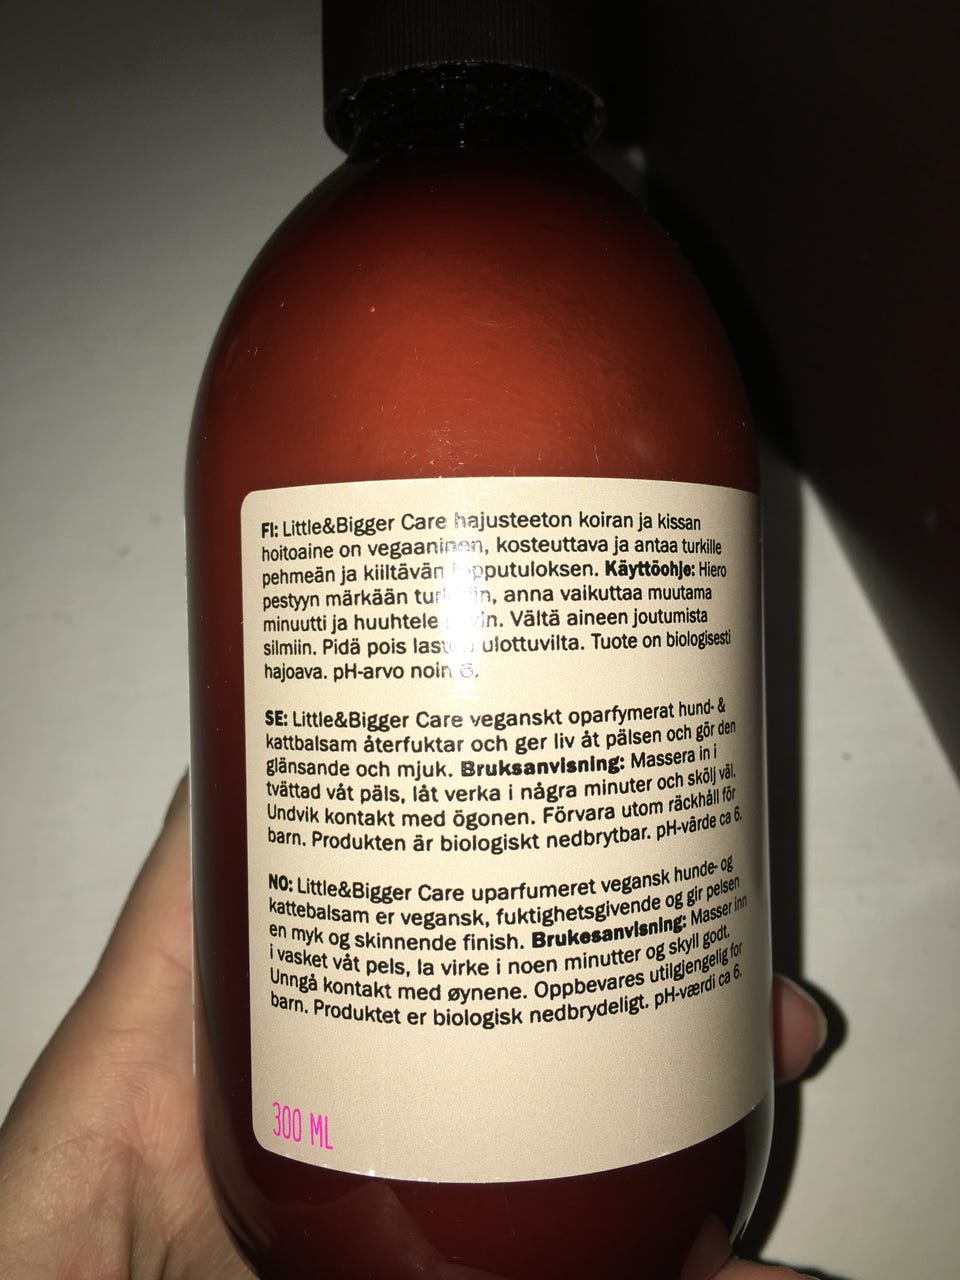 FI: Little&Bigger Care hajusteeton koiran ja kissan
hoitoaine on vegaaninen, kosteuttava ja antaa turkille
pehmeän ja kiiltävän lopputuloksen. Käyttöohje: Hiero
pestyyn märkään turkkiin, anna vaikuttaa muutama
minuutti ja huuhtele hyvin. Vältä aineen joutumista
silmiin. Pidä pois lasten ulottuvilta. Tuote on biologisesti
hajoava. pH-arvo noin 6.
SE: Little&Bigger Care veganskt oparfymerat hund- &
kattbalsam återfuktar och ger liv åt pälsen och gör den
glänsande och mjuk. Bruksanvisning: Massera in i
tvättad våt päls, låt verka i några minuter och skölj väl.
Undvik kontakt med ögonen. Förvara utom räckhåll för
barn. Produkten är biologiskt nedbrytbar. pH-värde ca 6.
NO: Little&Bigger Care uparfumeret vegansk hunde- og
kattebalsam er vegansk, fuktighetsgivende og gir pelsen
en myk og skinnende finish. Brukesanvisning: Masser inn
i vasket våt pels, la virke i noen minutter og skyll godt.
Unngå kontakt med øynene. Oppbevares utilgjengelig for
barn. Produktet er biologisk nedbrydeligt. pH-værdi ca 6.
300 ML